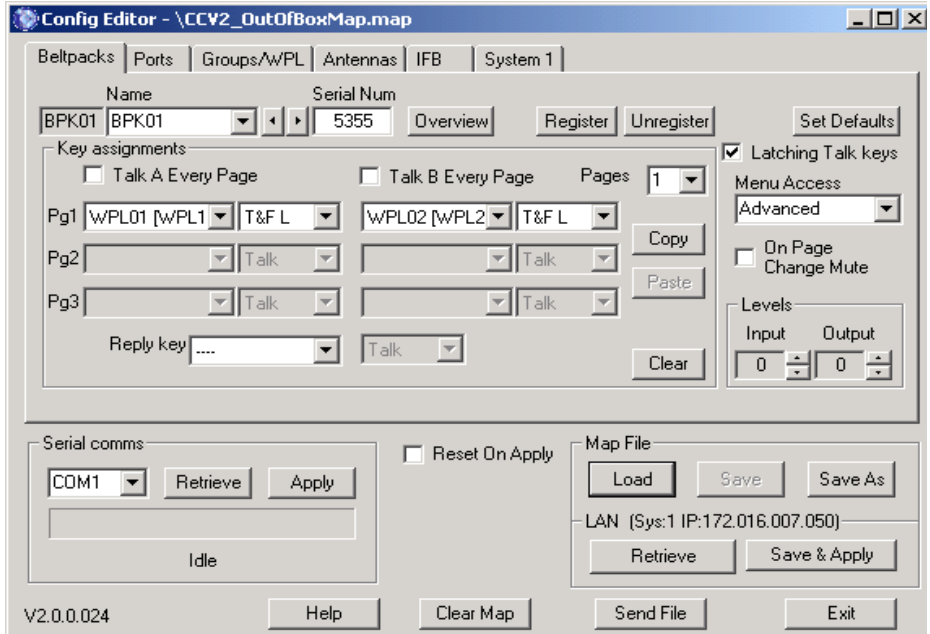 Config Editor - \CCV2_OutOfBoxMap.map
Beltpacks Ports Groups/WPL Antennas IFB System 1
Name Serial Num
BPK01 BPK01 5355 Overview Register Unregister Set Defaults
Key assignments Latching Talk keys
Talk A Every Page Talk B Every Page Pages 1 Menu Access
Pg1 WPL01 [WPL1 T&F L WPL02 [WPL2 T&F L Advanced
Copy
Pg2 Talk Talk On Page
Change Mute
Paste
Pg3 Talk Talk Levels
Input Output
Reply key ---- Talk Clear 0 0
Serial comms Reset On Apply Map File
COM1 Retrieve Apply Load Save Save As
LAN (Sys:1 IP:172.016.007.050)
Idle Retrieve Save & Apply
V2.0.0.024 Help Clear Map Send File Exit